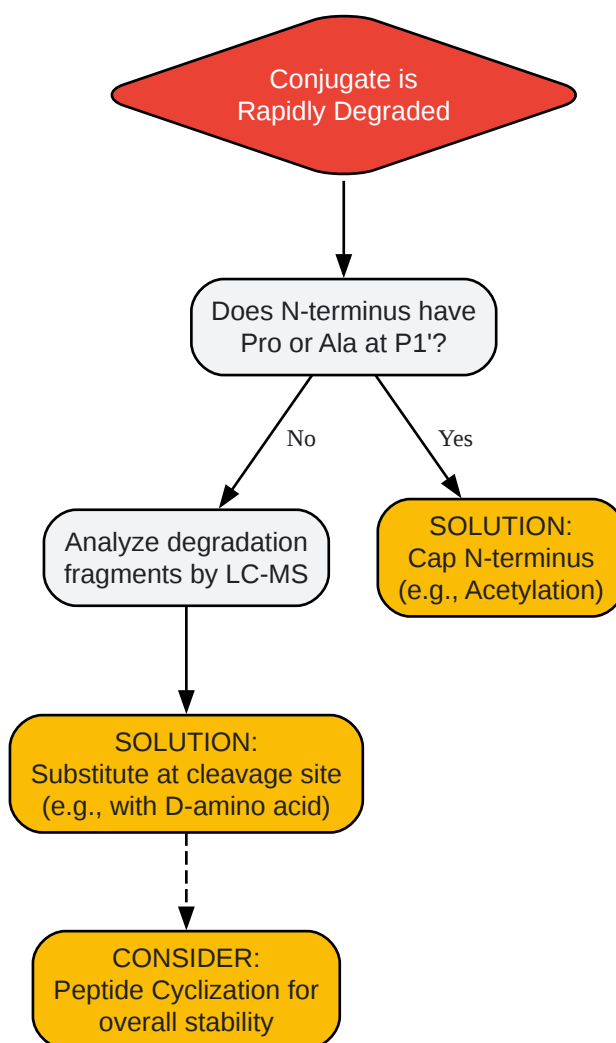 Conjugate is
Rapidly Degraded
Does N-terminus have
Pro or Ala at P1'?
No
Yes
Analyze degradation
fragments by LC-MS
SOLUTION:
Cap N-terminus
(e.g., Acetylation)
SOLUTION:
Substitute at cleavage site
(e.g., with D-amino acid)
CONSIDER:
Peptide Cyclization for
overall stability